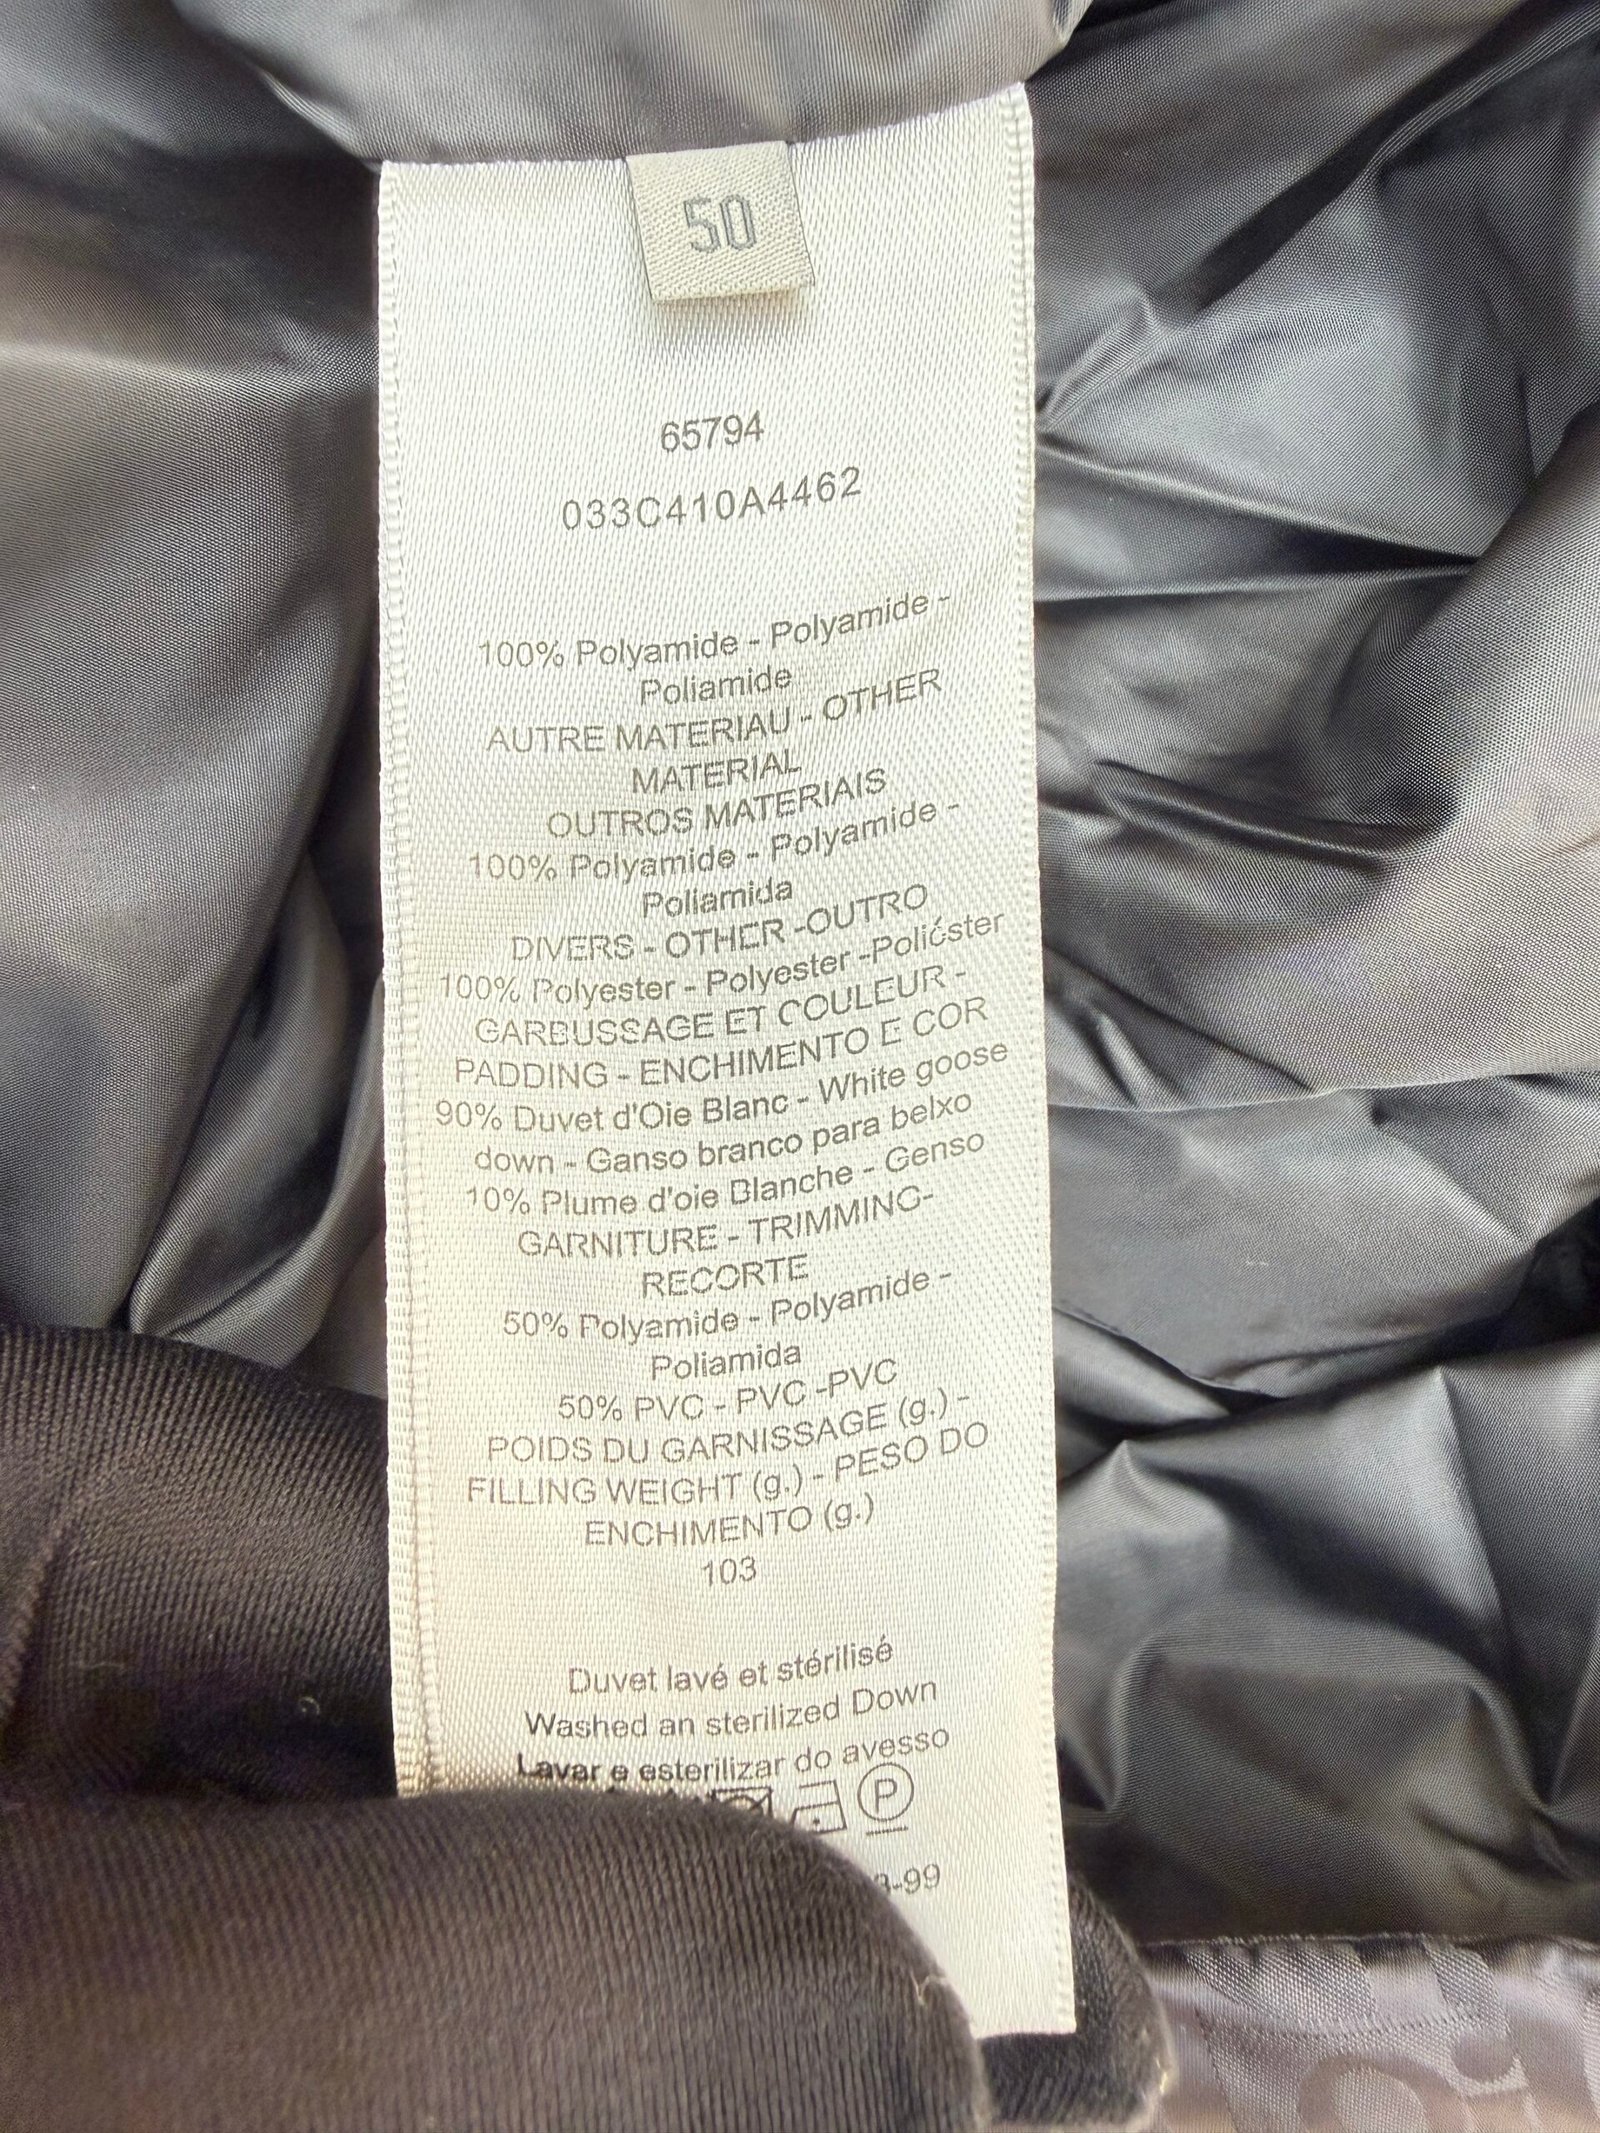 50
65794
033C410A4462
100% Polyamide - Polyamide -
Poliamide
AUTRE MATERIAU - OTHER
MATERIAL
OUTROS MATERIAIS
100% Polyamide - Polyamide -
Poliamida
DIVERS - OTHER -OUTRO
100% Polyester - Polyester -Poliéster
GARBUSSAGE ET COULEUR -
PADDING - ENCHIMENTO E COR
90% Duvet d'Oie Blanc - White goose
down - Ganso branco para belxo
10% Plume d'oie Blanche - Genso
GARNITURE - TRIMMING-
RECORTE
50% Polyamide - Polyamide -
Poliamida
50% PVC - PVC -PVC
POIDS DU GARNISSAGE (g.) -
FILLING WEIGHT (g.) - PESO DO
ENCHIMENTO (g.)
103
Duvet lavé et stérilisé
Washed an sterilized Down
Lavar e esterilizar do avesso
P
-99